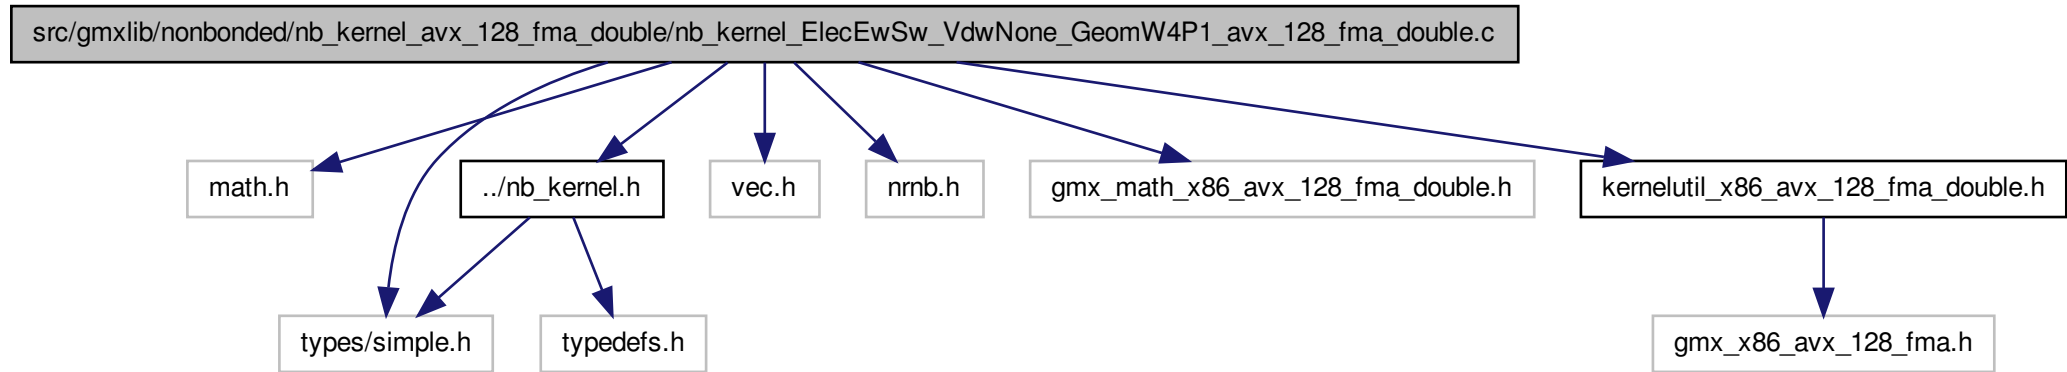 src/gmxlib/nonbonded/nb_kernel_avx_128_fma_double/nb_kernel_ElecEwSw_VdwNone_GeomW4P1_avx_128_fma_double.c
math.h
../nb_kernel.h
vec.h
nrnb.h
gmx_math_x86_avx_128_fma_double.h
kernelutil_x86_avx_128_fma_double.h
types/simple.h
typedefs.h
gmx_x86_avx_128_fma.h